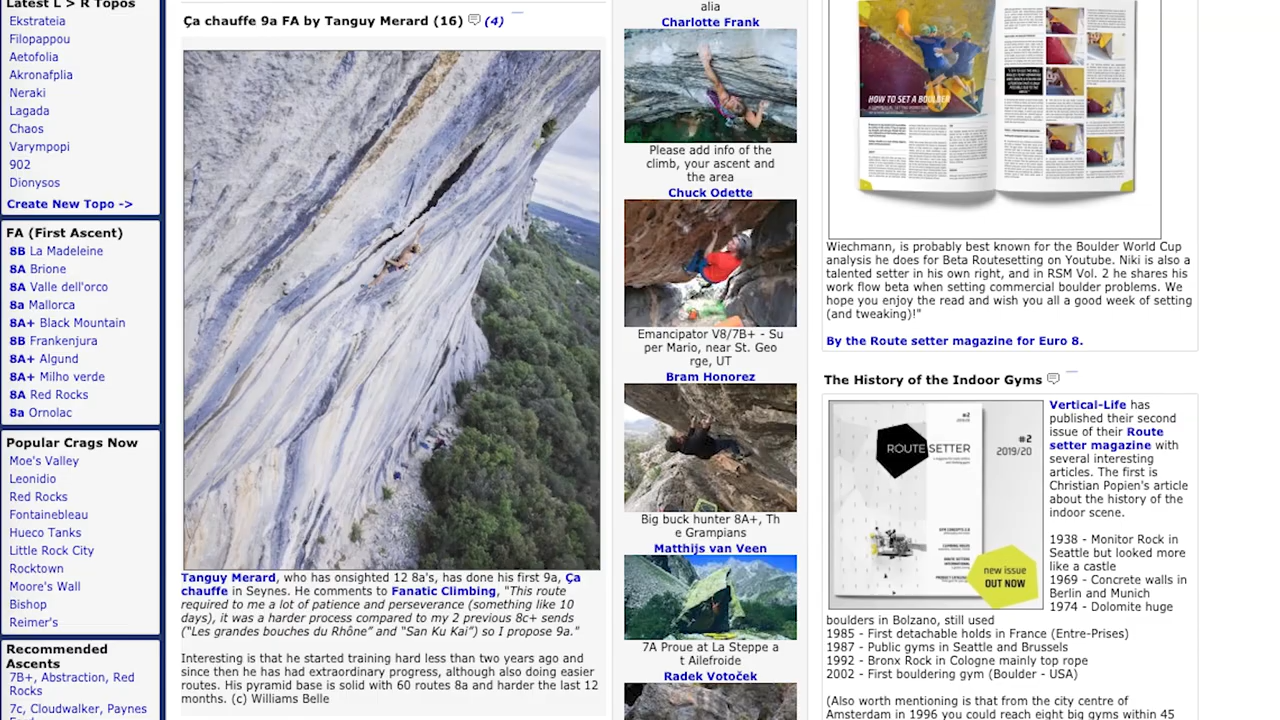 Latest L > R Topos
Ekstrateia
Filopappou
Aetofolia
Akronafplia
Neraki
Lagada
Chaos
Varympopi
902
Dionysos
Create New Topo ->
FA (First Ascent)
8B La Madeleine
8A Brione
8A Valle dell'orco
8a Mallorca
8A+ Black Mountain
8B Frankenjura
8A+ Algund
8A+ Milho verde
8A Red Rocks
8a Ornolac
Popular Crags Now
Moe's Valley
Leonidio
Red Rocks
Fontainebleau
Hueco Tanks
Little Rock City
Rocktown
Moore's Wall
Bishop
Reimer's
Recommended
Ascents
7B+, Abstraction, Red
Rocks
7c, Cloudwalker, Paynes
Ça chauffe 9a FA by Tanguy Merard (16) (4)
Tanguy Merard, who has onsighted 12 8a's, has done his first 9a, Ça
chauffe in Seynes. He comments to Fanatic Climbing, "This route
required to me a lot of patience and perseverance (something like 10
days), it was a harder process compared to my 2 previous 8c+ sends
("Les grandes bouches du Rhône" and "San Ku Kai") so I propose 9a."
Interesting is that he started training hard less than two years ago and
since then he has had extraordinary progress, although also doing easier
routes. His pyramid base is solid with 60 routes 8a and harder the last 12
months. (c) Williams Belle
alia
Charlotte Frank
Please add info of the
climb, your ascent and
the area
Chuck Odette
Emancipator V8/7B+ - Su
per Mario, near St. Geo
rge, UT
Bram Honorez
Big buck hunter 8A+, Th
e Grampians
Matthijs van Veen
7A Proue at La Steppe a
t Ailefroide
Radek Votoček
HOW TO SET A BOULDER
Wiechmann, is probably best known for the Boulder World Cup
analysis he does for Beta Routesetting on Youtube. Niki is also a
talented setter in his own right, and in RSM Vol. 2 he shares his
work flow beta when setting commercial boulder problems. We
hope you enjoy the read and wish you all a good week of setting
(and tweaking)!"
By the Route setter magazine for Euro 8.
The History of the Indoor Gyms
ROUTE SETTER
#2
2019/20
new issue
OUT NOW
Vertical-Life has
published their second
issue of their Route
setter magazine with
several interesting
articles. The first is
Christian Popien's article
about the history of the
indoor scene.
1938 - Monitor Rock in
Seattle but looked more
like a castle
1969 - Concrete walls in
Berlin and Munich
1974 - Dolomite huge
boulders in Bolzano, still used
1985 - First detachable holds in France (Entre-Prises)
1987 - Public gyms in Seattle and Brussels
1992 - Bronx Rock in Cologne mainly top rope
2002 - First bouldering gym (Boulder - USA)
(Also worth mentioning is that from the city centre of
Amsterdam in 1996 you could reach eight big gyms within 45